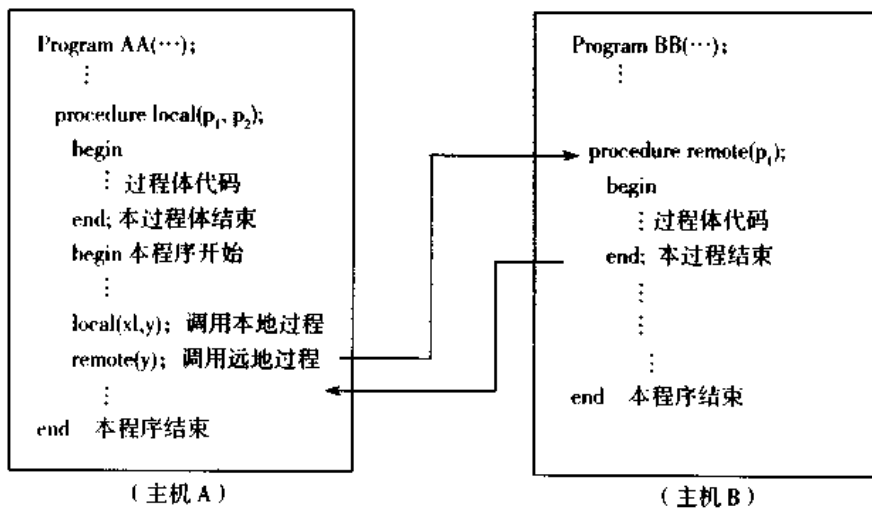 Program AA(…);
⋮
procedure local(p₁, p₂);
begin
⋮ 过程体代码
end; 本过程体结束
begin 本程序开始
⋮
local(xl,y); 调用本地过程
remote(y); 调用远地过程
⋮
end 本程序结束
（主机 A）
Program BB(…);
⋮
procedure remote(p₁);
begin
⋮ 过程体代码
end; 本过程结束
⋮
⋮
⋮
end 本程序结束
（主机 B）